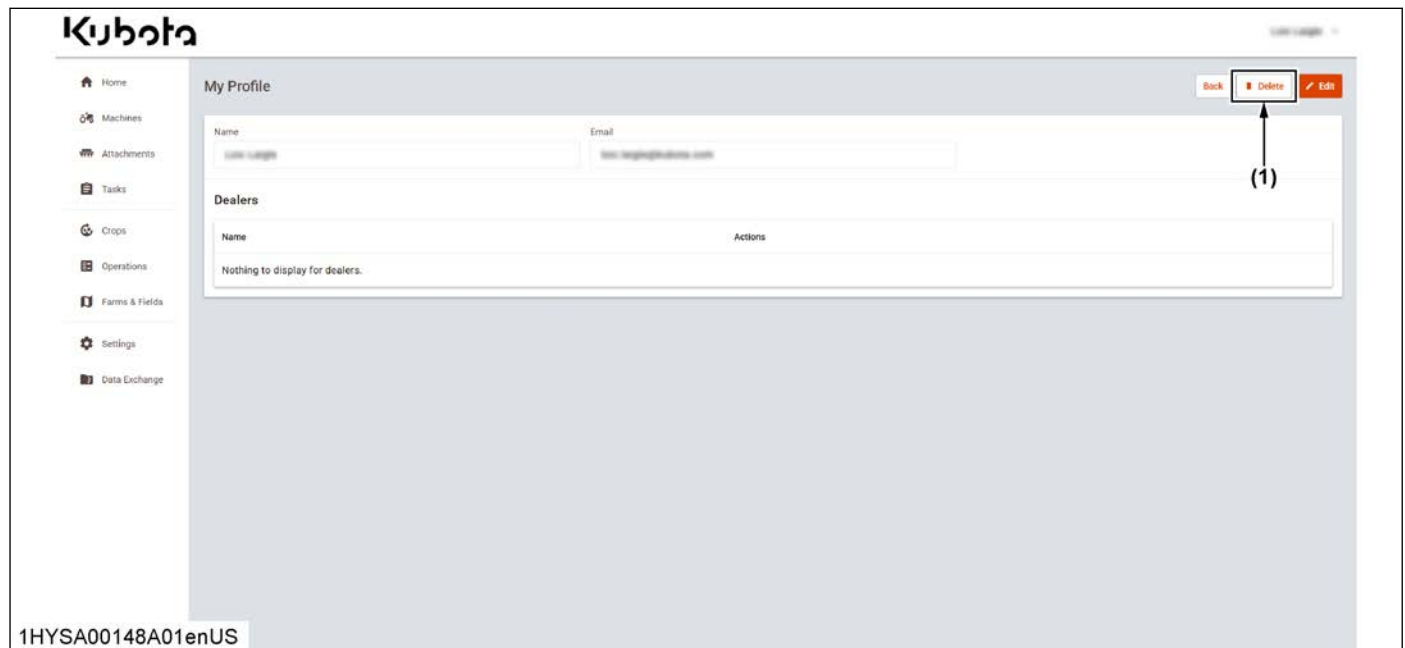 Kubota
Home
Machines
Attachments
Tasks
Crops
Operations
Farms & Fields
Settings
Data Exchange
My Profile
Back
Delete
Edit
(1)
Name
Email
Dealers
Name
Actions
Nothing to display for dealers.
1HYSA00148A01enUS